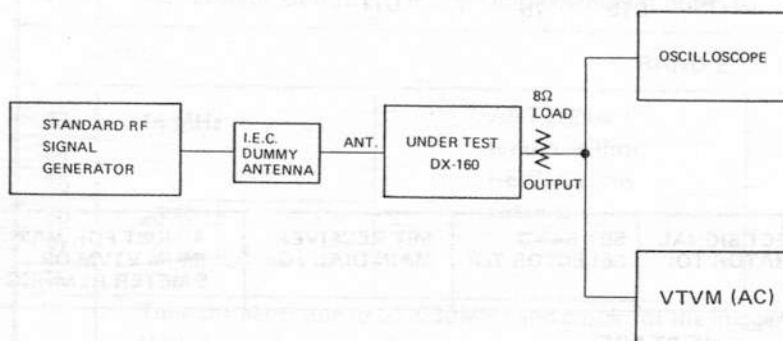 STANDARD RF
SIGNAL
GENERATOR
I.E.C.
DUMMY
ANTENNA
ANT.
UNDER TEST
DX-160
8Ω
LOAD
OUTPUT
OSCILLOSCOPE
VTVM (AC)